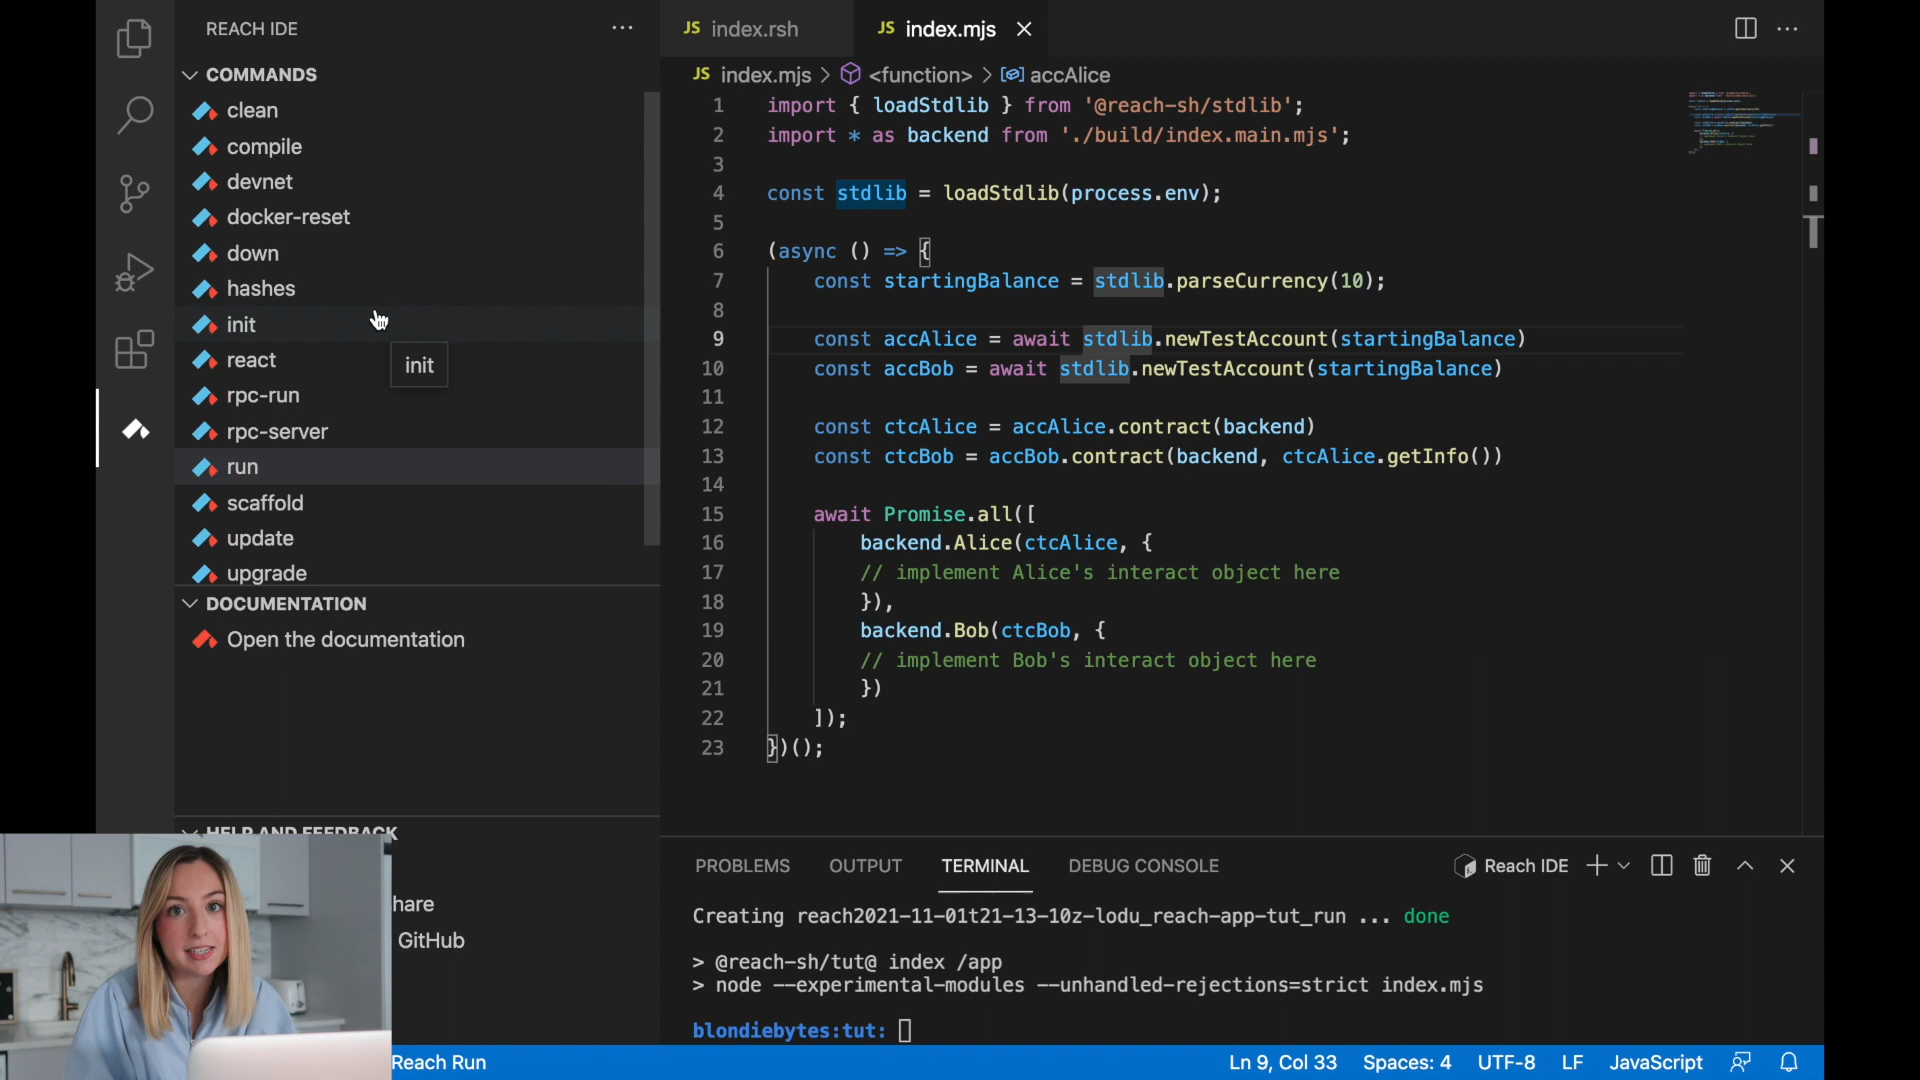 REACH IDE
COMMANDS
clean
compile
devnet
docker-reset
down
hashes
init
react
init
rpc-run
rpc-server
run
scaffold
update
upgrade
DOCUMENTATION
Open the documentation
HELP AND FEEDBACK
hare
GitHub
Reach Run
JS index.rsh
JS index.mjs
JS index.mjs > <function> > accAlice
1 import { loadStdlib } from '@reach-sh/stdlib';
2 import * as backend from './build/index.main.mjs';
3
4 const stdlib = loadStdlib(process.env);
5
6 (async () => {
7 const startingBalance = stdlib.parseCurrency(10);
8
9 const accAlice = await stdlib.newTestAccount(startingBalance)
10 const accBob = await stdlib.newTestAccount(startingBalance)
11
12 const ctcAlice = accAlice.contract(backend)
13 const ctcBob = accBob.contract(backend, ctcAlice.getInfo())
14
15 await Promise.all([
16 backend.Alice(ctcAlice, {
17 // implement Alice's interact object here
18 }),
19 backend.Bob(ctcBob, {
20 // implement Bob's interact object here
21 })
22 ]);
23 })();
PROBLEMS OUTPUT TERMINAL DEBUG CONSOLE Reach IDE
Creating reach2021-11-01t21-13-10z-lodu_reach-app-tut_run ... done
> @reach-sh/tut@ index /app
> node --experimental-modules --unhandled-rejections=strict index.mjs
blondiebytes:tut:
Ln 9, Col 33 Spaces: 4 UTF-8 LF JavaScript